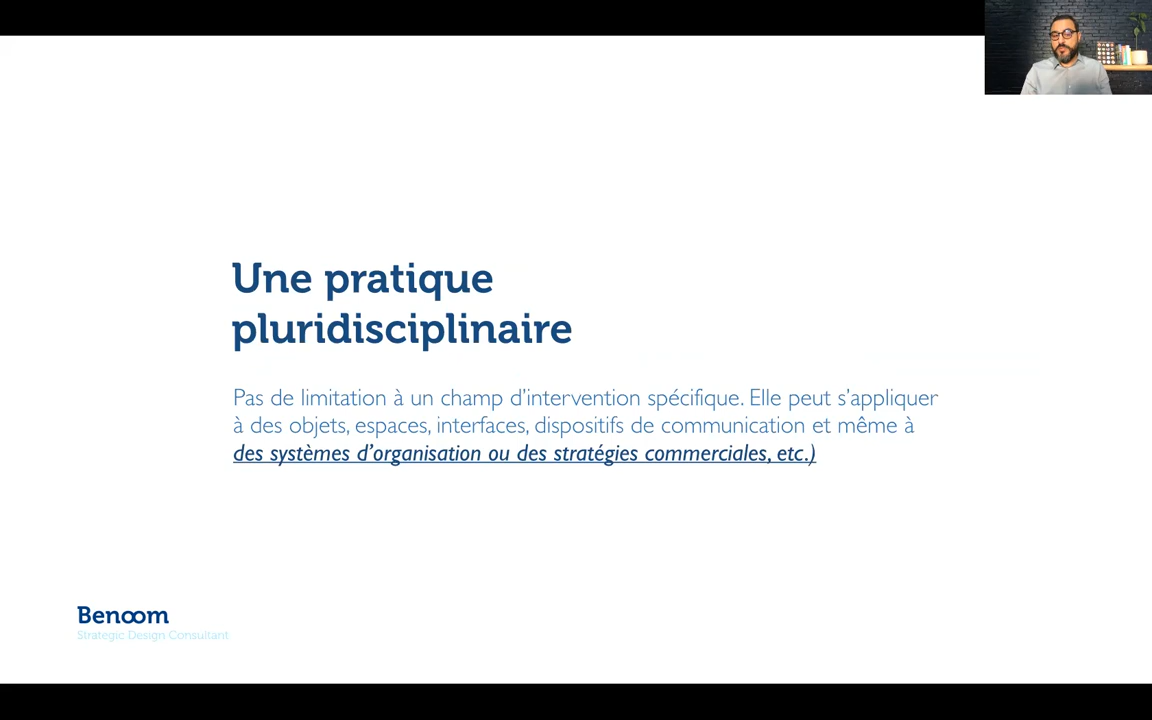 Une pratique
pluridisciplinaire
Pas de limitation à un champ d’intervention spécifique. Elle peut s’appliquer
à des objets, espaces, interfaces, dispositifs de communication et même à
des systèmes d’organisation ou des stratégies commerciales, etc.)
Benoom
Strategic Design Consultant